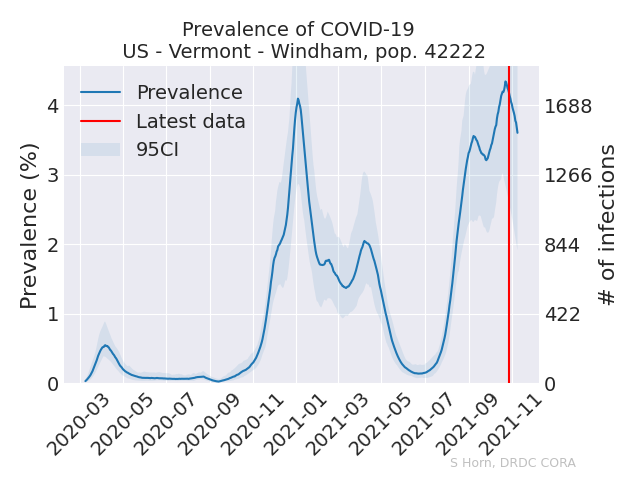 Prevalence of COVID-19
US - Vermont - Windham, pop. 42222
Prevalence
Latest data
95CI
Prevalence (%)
4
3
2
1
0
1688
1266
844
422
0
# of infections
2020-03
2020-05
2020-07
2020-09
2020-11
2021-01
2021-03
2021-05
2021-07
2021-09
2021-11
S Horn, DRDC CORA